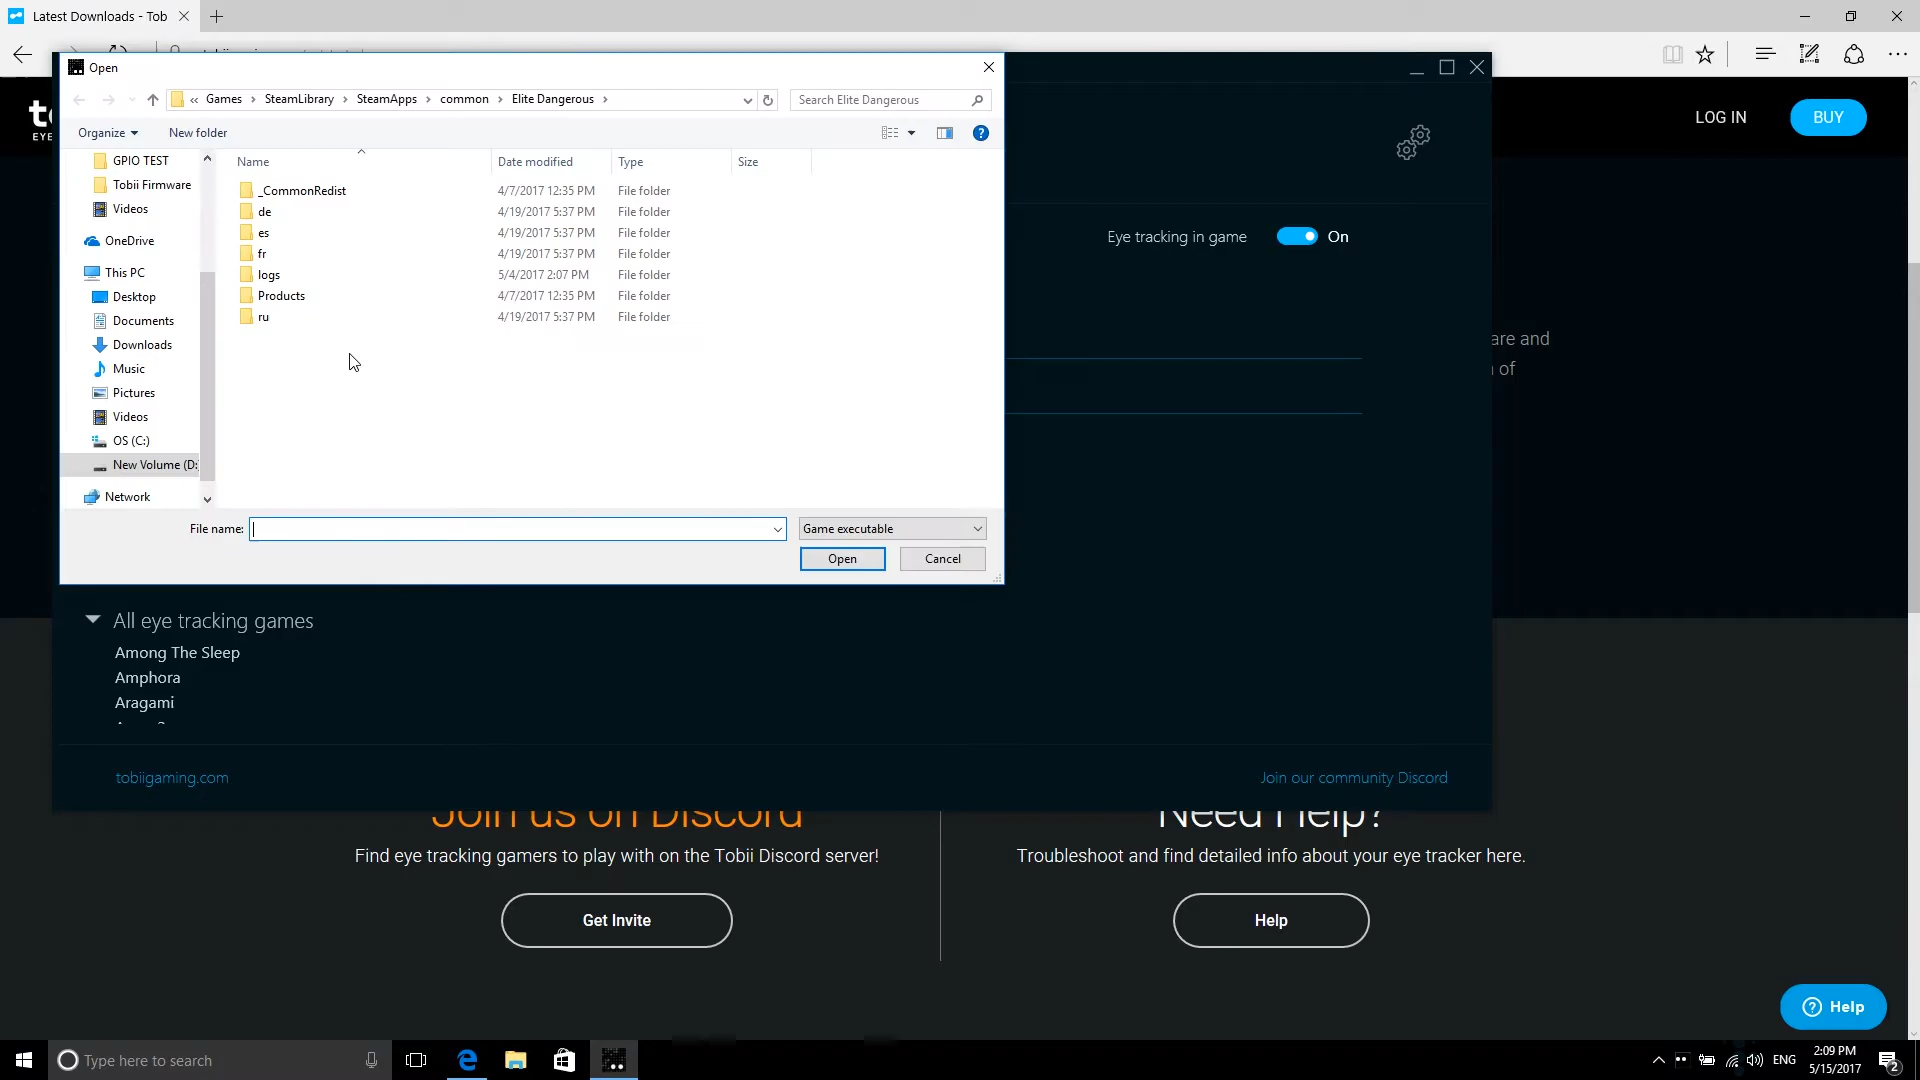 Latest Downloads - Tob
Open
Games
SteamLibrary
SteamApps
common
Elite Dangerous
Search Elite Dangerous
LOG IN
BUY
EYE
Organize
New folder
GPIO TEST
Tobii Firmware
Videos
OneDrive
This PC
Desktop
Documents
Downloads
Music
Pictures
Videos
OS (C:)
New Volume (D:
Network
Name Date modified Type Size
_CommonRedist 4/7/2017 12:35 PM File folder
de 4/19/2017 5:37 PM File folder
es 4/19/2017 5:37 PM File folder
fr 4/19/2017 5:37 PM File folder
logs 5/4/2017 2:07 PM File folder
Products 4/7/2017 12:35 PM File folder
ru 4/19/2017 5:37 PM File folder
Eye tracking in game On
are and
of
File name:
Game executable
Open
Cancel
All eye tracking games
Among The Sleep
Amphora
Aragami
tobiigaming.com
Join our community Discord
Join us on Discord
Find eye tracking gamers to play with on the Tobii Discord server!
Get Invite
Need Help?
Troubleshoot and find detailed info about your eye tracker here.
Help
Help
Type here to search
ENG
2:09 PM
5/15/2017
2